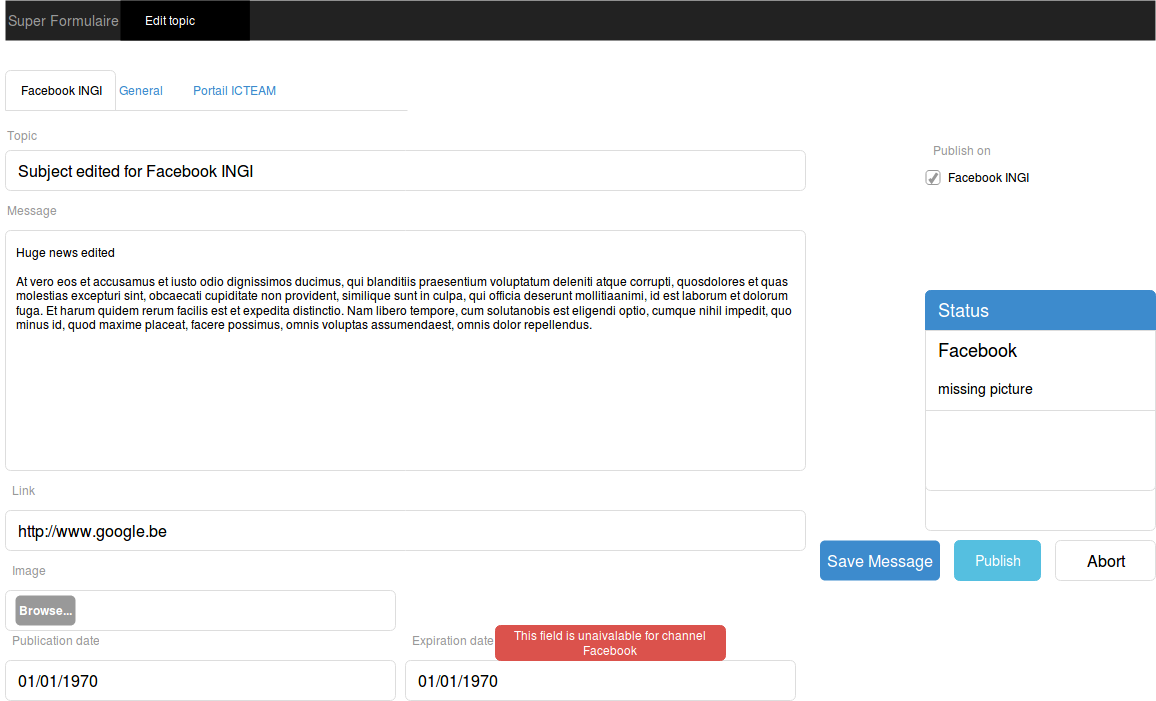 Super Formulaire Edit topic
Facebook INGI General Portail ICTEAM
Topic
Subject edited for Facebook INGI
Publish on
Facebook INGI
Message
Huge news edited
At vero eos et accusamus et iusto odio dignissimos ducimus, qui blanditiis praesentium voluptatum deleniti atque corrupti, quosdolores et quas
molestias excepturi sint, obcaecati cupiditate non provident, similique sunt in culpa, qui officia deserunt mollitiaanimi, id est laborum et dolorum
fuga. Et harum quidem rerum facilis est et expedita distinctio. Nam libero tempore, cum solutanobis est eligendi optio, cumque nihil impedit, quo
minus id, quod maxime placeat, facere possimus, omnis voluptas assumendaest, omnis dolor repellendus.
Status
Facebook
missing picture
Link
http://www.google.be
Save Message Publish Abort
Image
Browse...
Publication date
01/01/1970
Expiration date
This field is unaivalable for channel
Facebook
01/01/1970